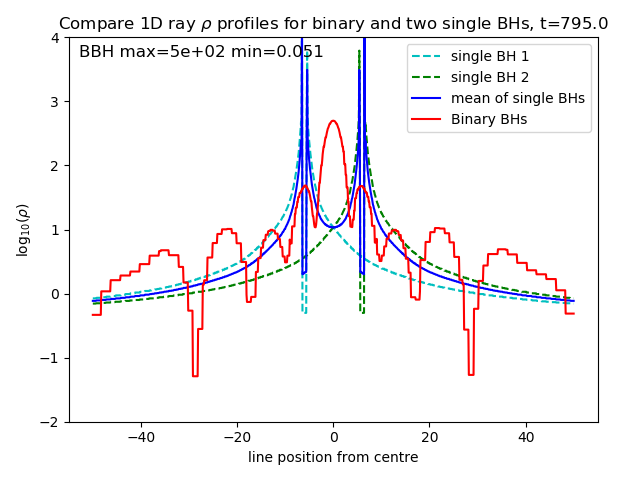 Compare 1D ray ρ profiles for binary and two single BHs, t=795.0
BBH max=5e+02 min=0.051
single BH 1
single BH 2
mean of single BHs
Binary BHs
log₁₀(ρ)
4
3
2
1
0
−1
−2
−40 −20 0 20 40
line position from centre